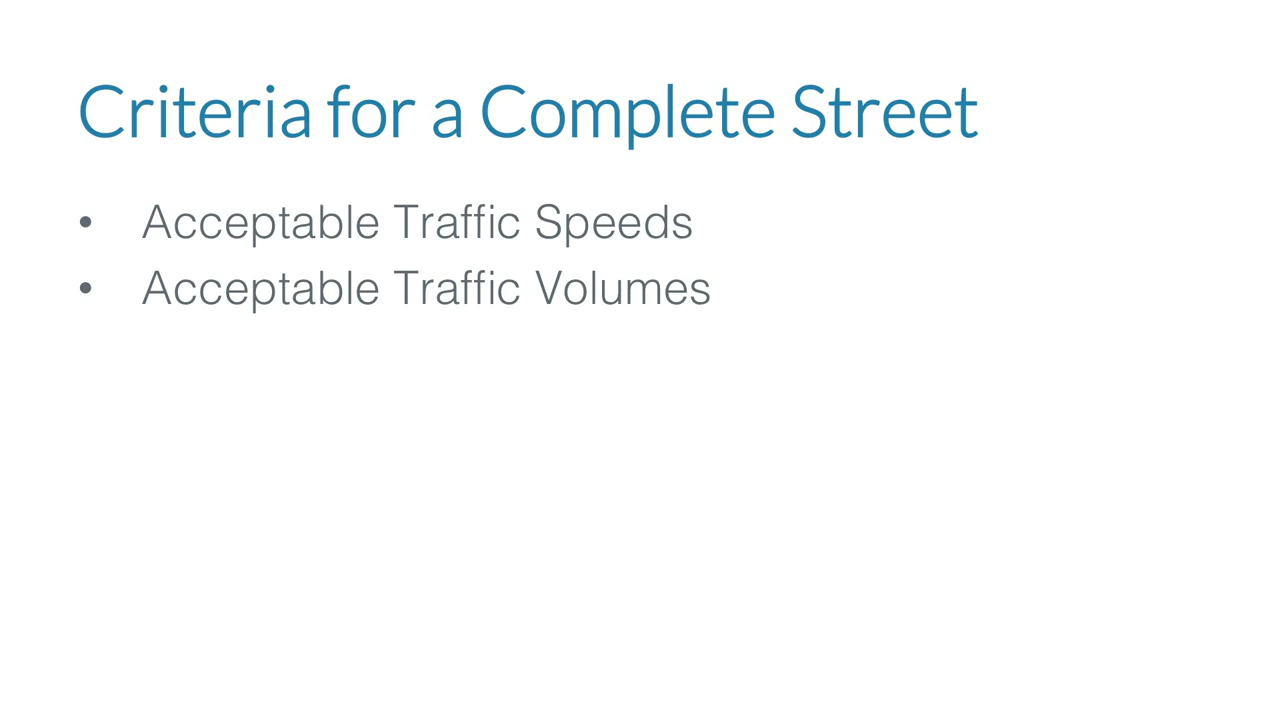 Criteria for a Complete Street
• Acceptable Traffic Speeds
• Acceptable Traffic Volumes